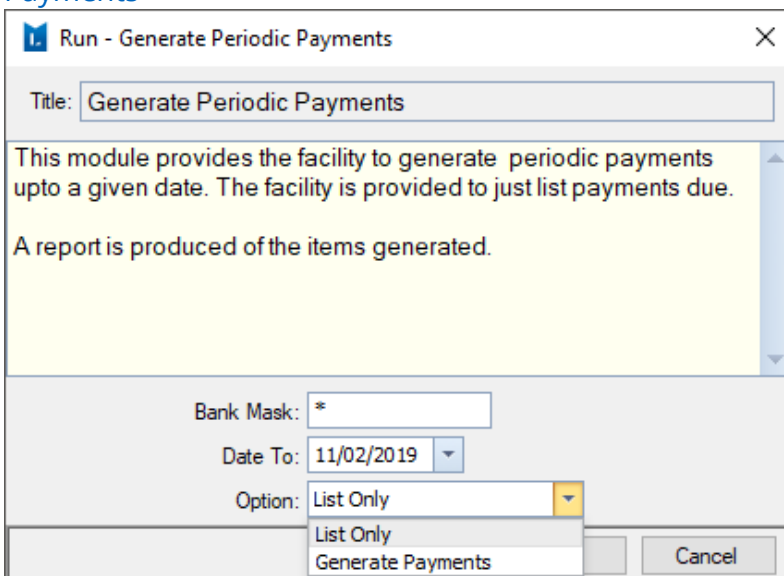 Payments
Run - Generate Periodic Payments
Title: Generate Periodic Payments
This module provides the facility to generate periodic payments
upto a given date. The facility is provided to just list payments due.
A report is produced of the items generated.
Bank Mask: *
Date To: 11/02/2019
Option: List Only
List Only
Generate Payments
Cancel